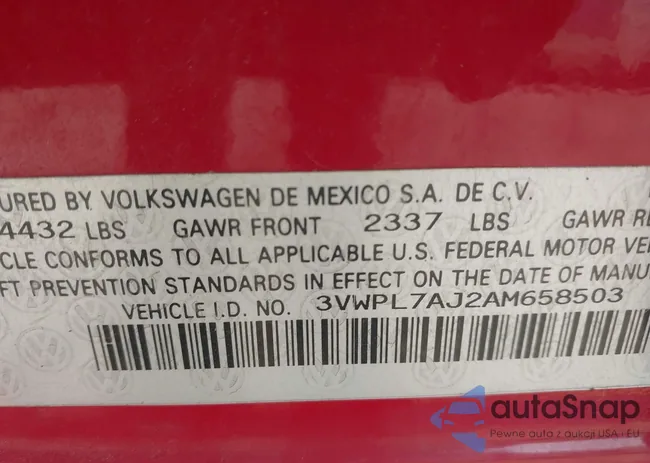 URED BY VOLKSWAGEN DE MEXICO S.A. DE C.V.
4432 LBS GAWR FRONT 2337 LBS GAWR RE
CLE CONFORMS TO ALL APPLICABLE U.S. FEDERAL MOTOR VEH
FT PREVENTION STANDARDS IN EFFECT ON THE DATE OF MANU
VEHICLE I.D. NO. 3VWPL7AJ2AM658503
autaSnap
Pewne auta z aukcji USA i EU